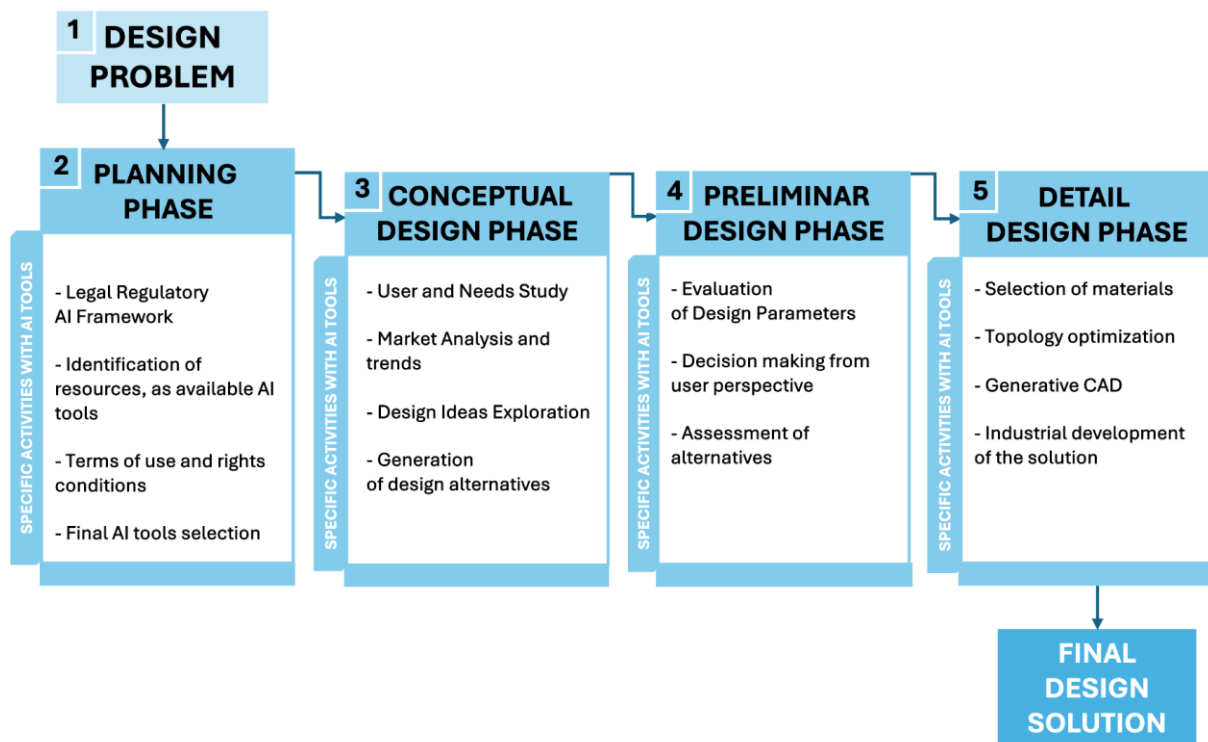 1
DESIGN
PROBLEM
2
PLANNING
PHASE
SPECIFIC ACTIVITIES WITH AI TOOLS
- Legal Regulatory
AI Framework
- Identification of
resources, as available AI
tools
- Terms of use and rights
conditions
- Final AI tools selection
3
CONCEPTUAL
DESIGN PHASE
SPECIFIC ACTIVITIES WITH AI TOOLS
- User and Needs Study
- Market Analysis and
trends
- Design Ideas Exploration
- Generation
of design alternatives
4
PRELIMINAR
DESIGN PHASE
SPECIFIC ACTIVITIES WITH AI TOOLS
- Evaluation
of Design Parameters
- Decision making from
user perspective
- Assessment of
alternatives
5
DETAIL
DESIGN PHASE
SPECIFIC ACTIVITIES WITH AI TOOLS
- Selection of materials
- Topology optimization
- Generative CAD
- Industrial development
of the solution
FINAL
DESIGN
SOLUTION